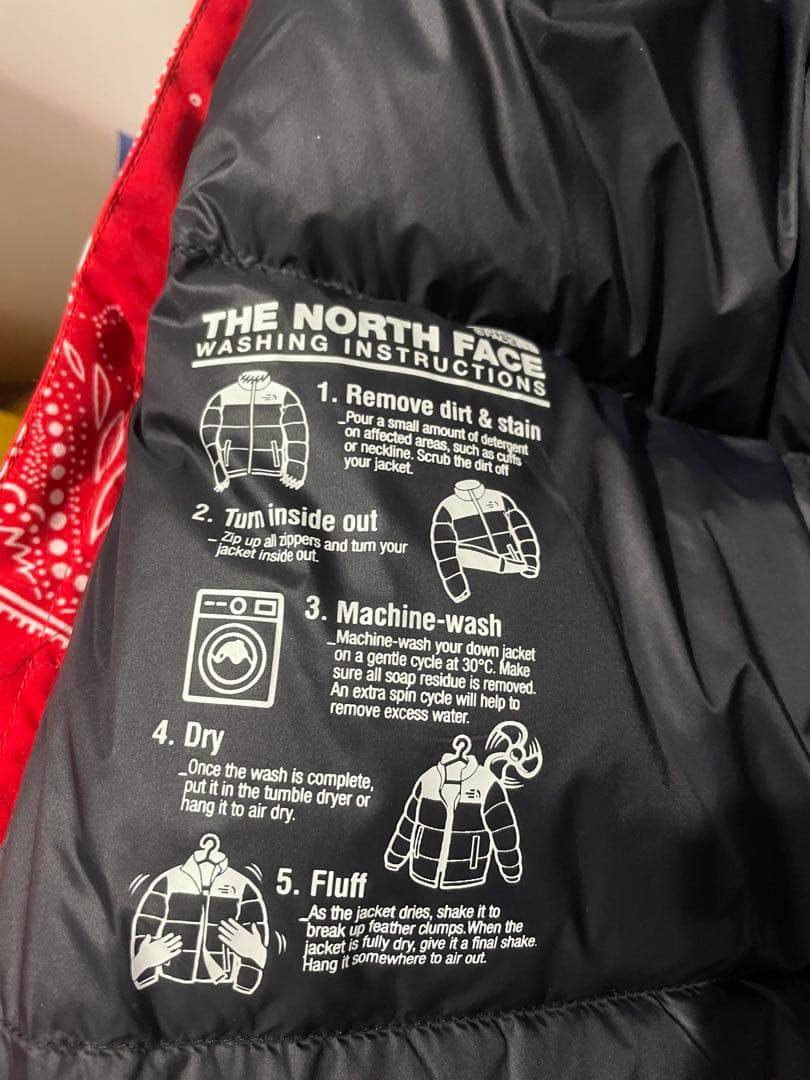 THE NORTH FACE
WASHING INSTRUCTIONS
1. Remove dirt & stain
_Pour a small amount of detergent
on affected areas, such as cuffs
or neckline. Scrub the dirt off
your jacket.
2. Turn inside out
_Zip up all zippers and turn your
jacket inside out.
3. Machine-wash
_Machine-wash your down jacket
on a gentle cycle at 30°C. Make
sure all soap residue is removed.
An extra spin cycle will help to
remove excess water.
4. Dry
_Once the wash is complete,
put it in the tumble dryer or
hang it to air dry.
5. Fluff
_As the jacket dries, shake it to
break up feather clumps.When the
jacket is fully dry, give it a final shake.
Hang it somewhere to air out.